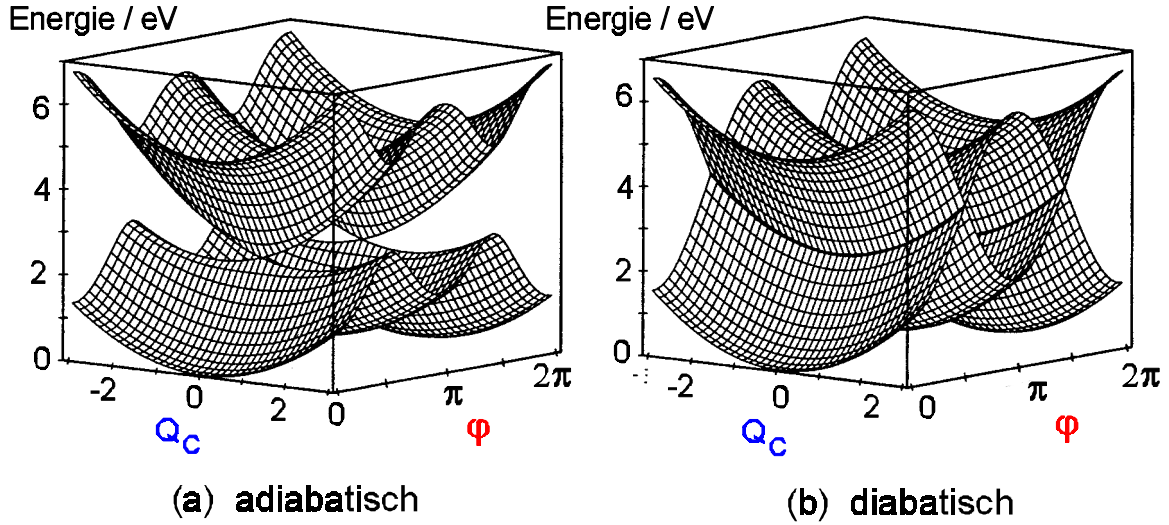 Energie / eV
6
4
2
0
-2
0
2
0
π
2π
Q_C
φ
(a) adiabatisch
Energie / eV
6
4
2
0
-2
0
2
0
π
2π
Q_C
φ
(b) diabatisch